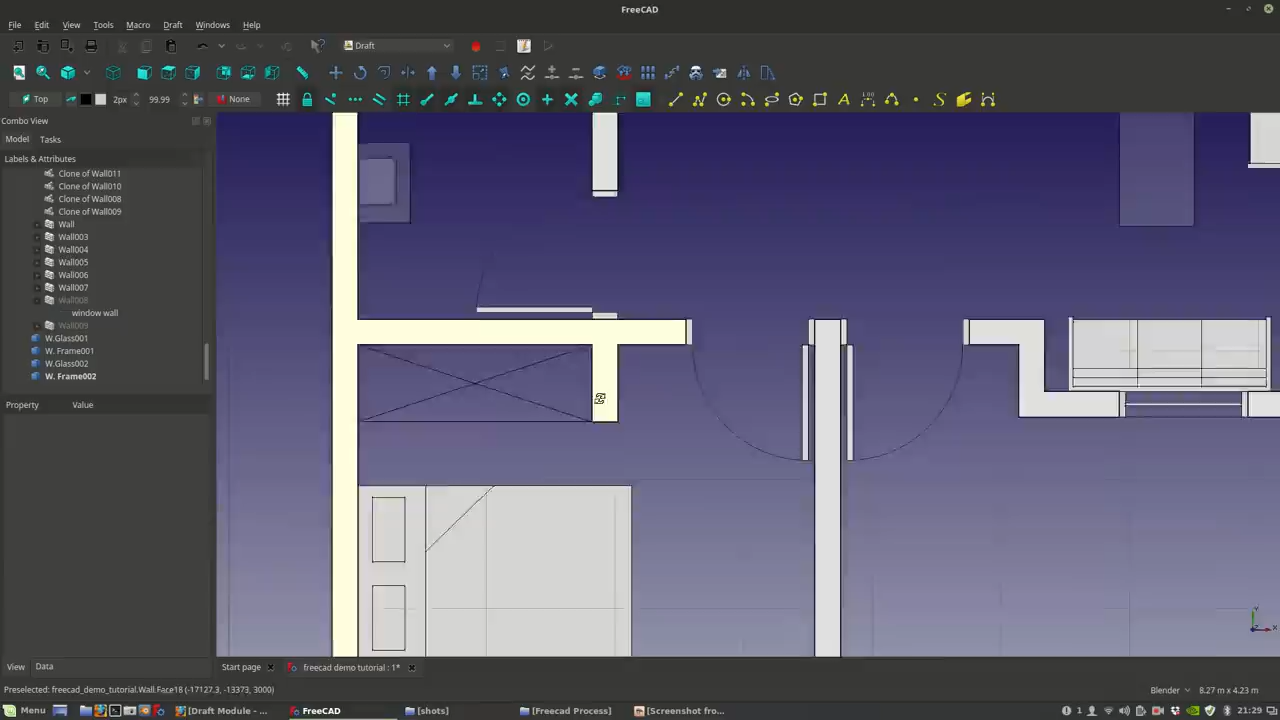 FreeCAD
File Edit View Tools Macro Draft Windows Help
Draft
Top 2px 99.99 None
Combo View
Model Tasks
Labels & Attributes
Clone of Wall011
Clone of Wall010
Clone of Wall008
Clone of Wall009
Wall
Wall003
Wall004
Wall005
Wall006
Wall007
Wall008
window wall
Wall009
W.Glass001
W. Frame001
W.Glass002
W. Frame002
Property Value
View Data
Start page freecad demo tutorial : 1*
Preselected: freecad_demo_tutorial.Wall.Face18 (-17127.3, -13373, 3000)
Blender 8.27 m x 4.23 m
Menu [Draft Module - ... FreeCAD [shots] [Freecad Process] [Screenshot fro... 1 21:29